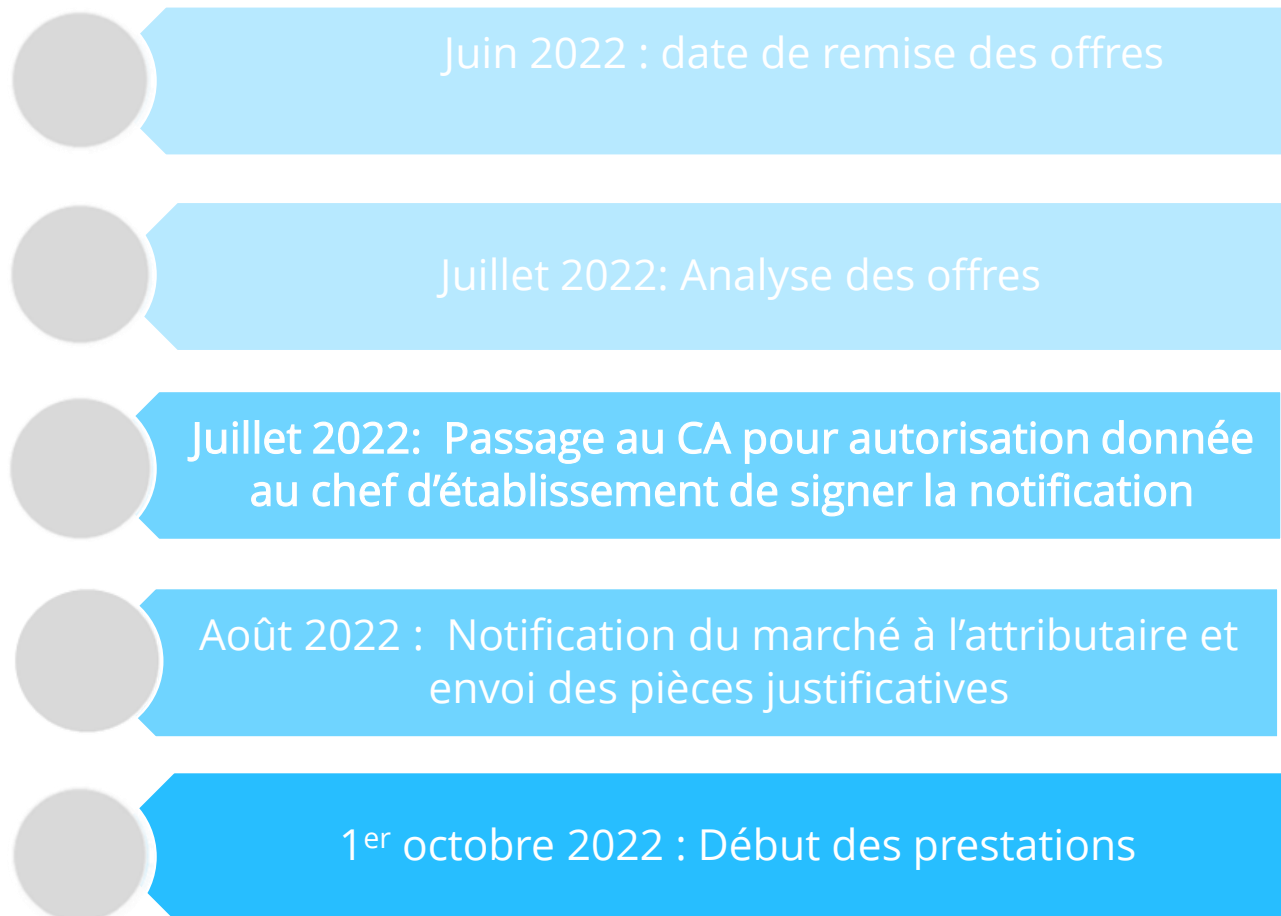 Juin 2022 : date de remise des offres
Juillet 2022: Analyse des offres
Juillet 2022:  Passage au CA pour autorisation donnée
au chef d’établissement de signer la notification
Août 2022 :  Notification du marché à l’attributaire et
envoi des pièces justificatives
1er octobre 2022 : Début des prestations